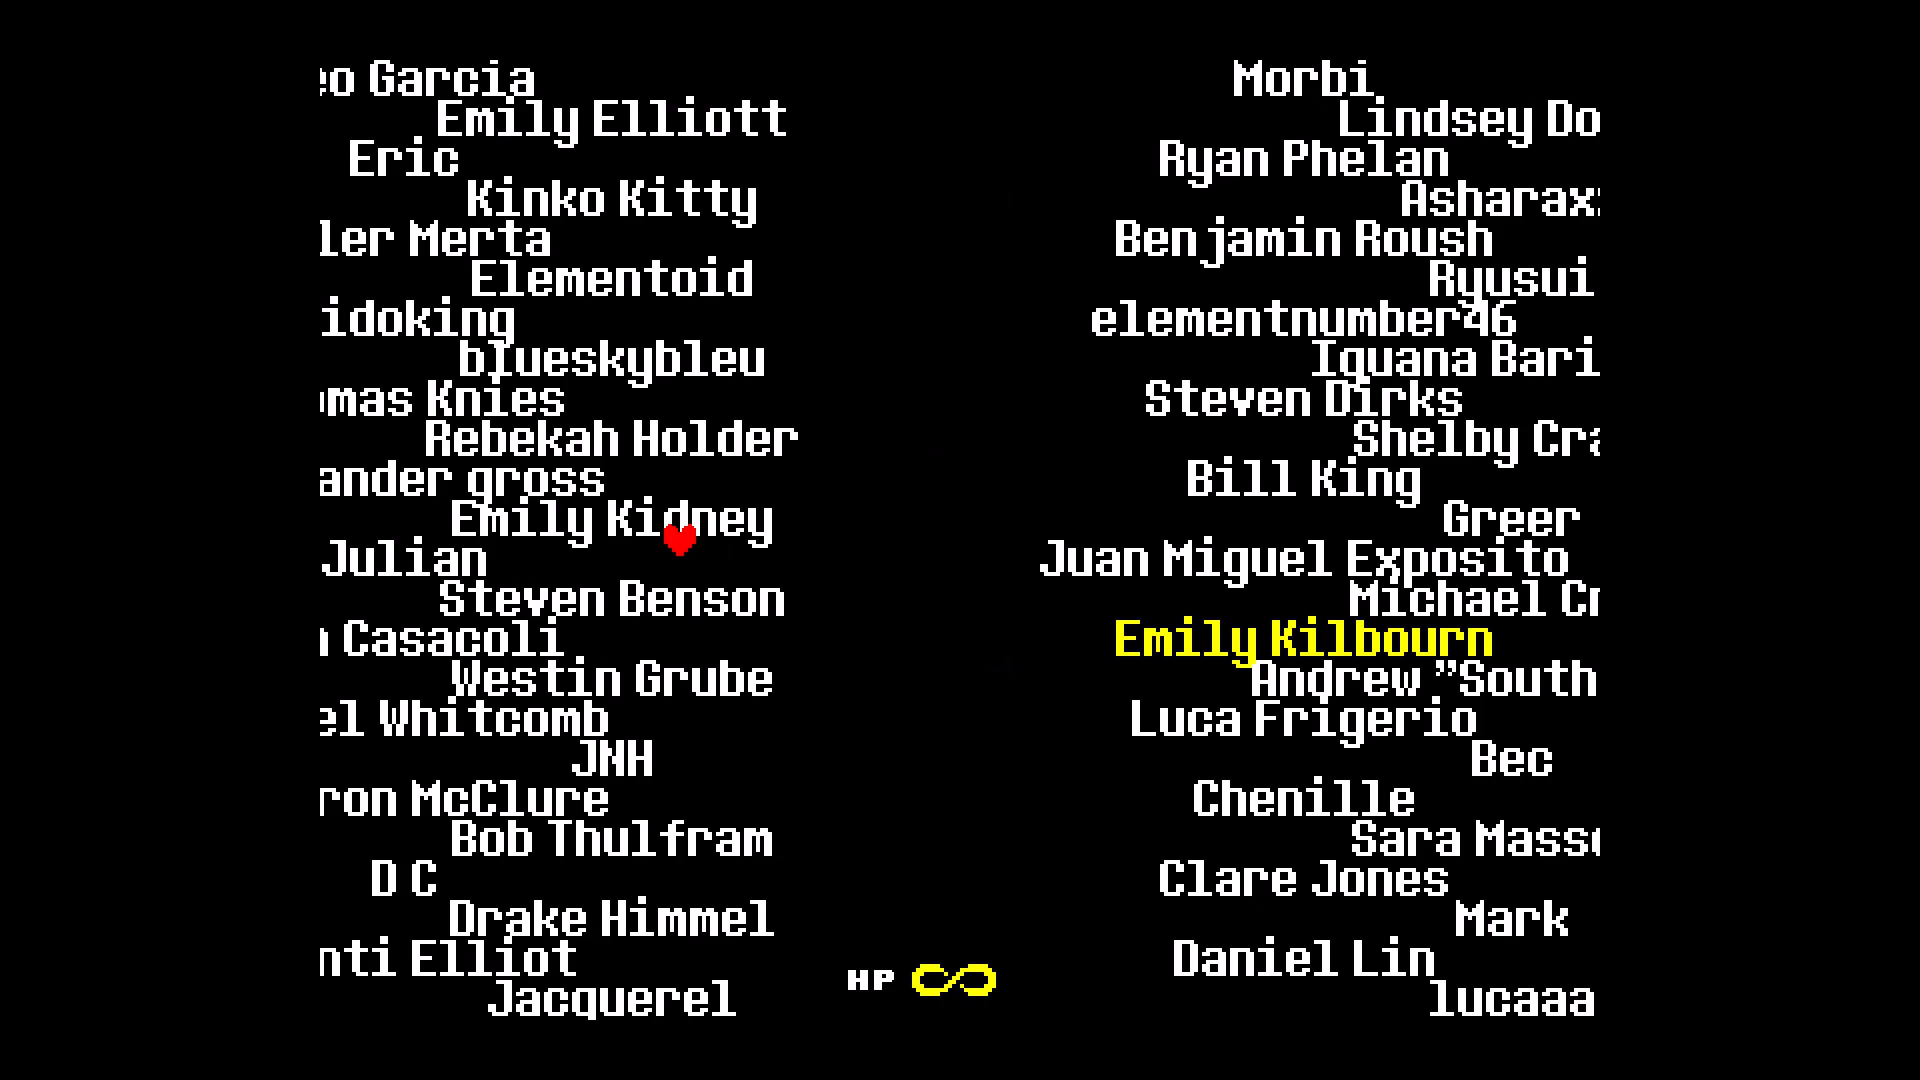 Garcia
Morbi
Emily Elliott
Lindsey Do
Eric
Ryan Phelan
Kinko Kitty
Asharax
ler Merta
Benjamin Roush
Elementoid
Ryusui
idoking
elementnumber46
blueskybleu
Iguana Bari
mas Knies
Steven Dirks
Rebekah Holder
Shelby Cra
ander gross
Bill King
Emily Kidney
Greer
Julian
Juan Miguel Exposito
Steven Benson
Michael Cr
Casacoli
Emily Kilbourn
Westin Grube
Andrew "South
el Whitcomb
Luca Frigerio
JNH
Bec
ron McClure
Chenille
Bob Thulfram
Sara Mass
D C
Clare Jones
Drake Himmel
Mark
nti Elliot
Daniel Lin
HP ∞
Jacquerel
lucaaa